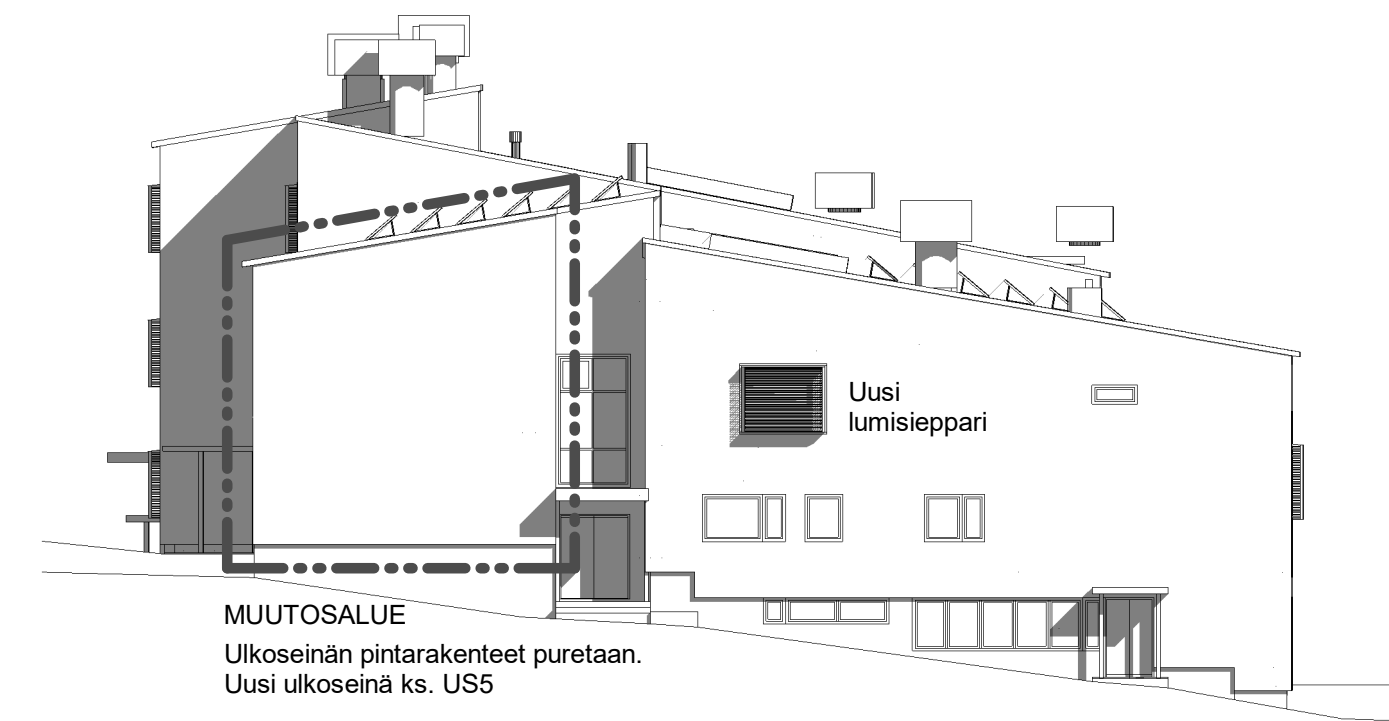 Uusi
lumisieppari
MUUTOSALUE
Ulkoseinän pintarakenteet puretaan.
Uusi ulkoseinä ks. US5